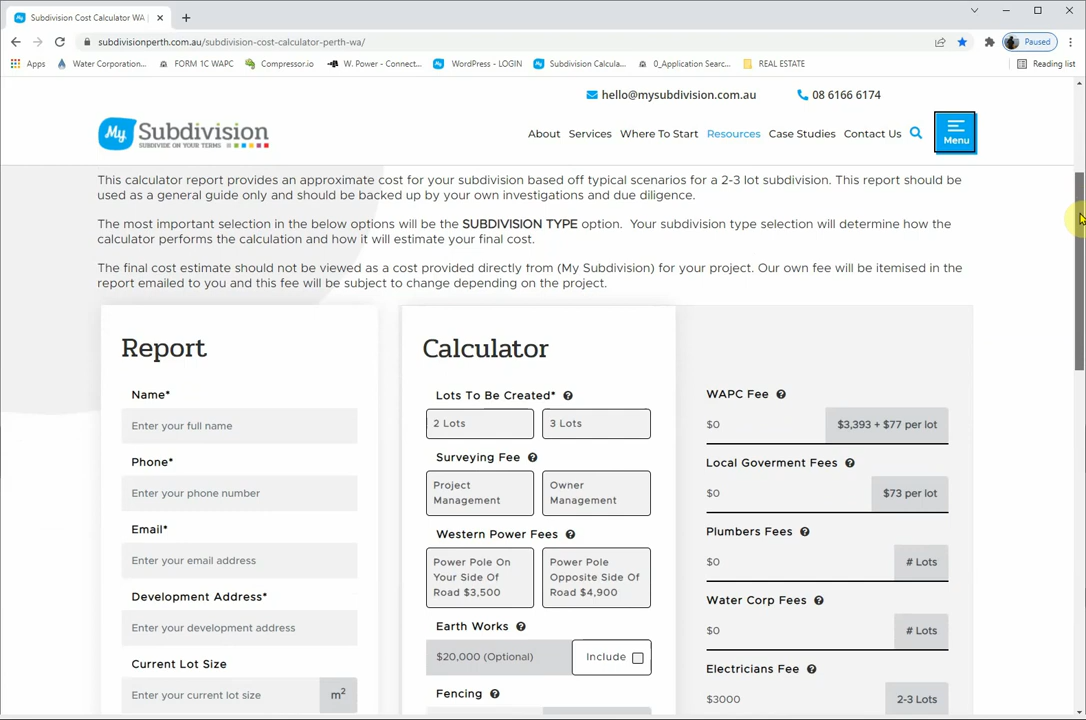 Subdivision Cost Calculator WA
subdivisionperth.com.au/subdivision-cost-calculator-perth-wa/
Paused
Apps
Water Corporation...
FORM 1C WAPC
Compressor.io
W. Power - Connect...
WordPress - LOGIN
Subdivision Calcula...
0_Application Searc...
REAL ESTATE
Reading list
hello@mysubdivision.com.au
08 6166 6174
My Subdivision
SUBDIVIDE ON YOUR TERMS
About
Services
Where To Start
Resources
Case Studies
Contact Us
Menu
This calculator report provides an approximate cost for your subdivision based off typical scenarios for a 2-3 lot subdivision. This report should be
used as a general guide only and should be backed up by your own investigations and due diligence.
The most important selection in the below options will be the SUBDIVISION TYPE option. Your subdivision type selection will determine how the
calculator performs the calculation and how it will estimate your final cost.
The final cost estimate should not be viewed as a cost provided directly from (My Subdivision) for your project. Our own fee will be itemised in the
report emailed to you and this fee will be subject to change depending on the project.
Report
Name*
Enter your full name
Phone*
Enter your phone number
Email*
Enter your email address
Development Address*
Enter your development address
Current Lot Size
Enter your current lot size
m²
Calculator
Lots To Be Created*
2 Lots
3 Lots
Surveying Fee
Project
Management
Owner
Management
Western Power Fees
Power Pole On
Your Side Of
Road $3,500
Power Pole
Opposite Side Of
Road $4,900
Earth Works
$20,000 (Optional)
Include
Fencing
WAPC Fee
$0
$3,393 + $77 per lot
Local Goverment Fees
$0
$73 per lot
Plumbers Fees
$0
# Lots
Water Corp Fees
$0
# Lots
Electricians Fee
$3000
2-3 Lots